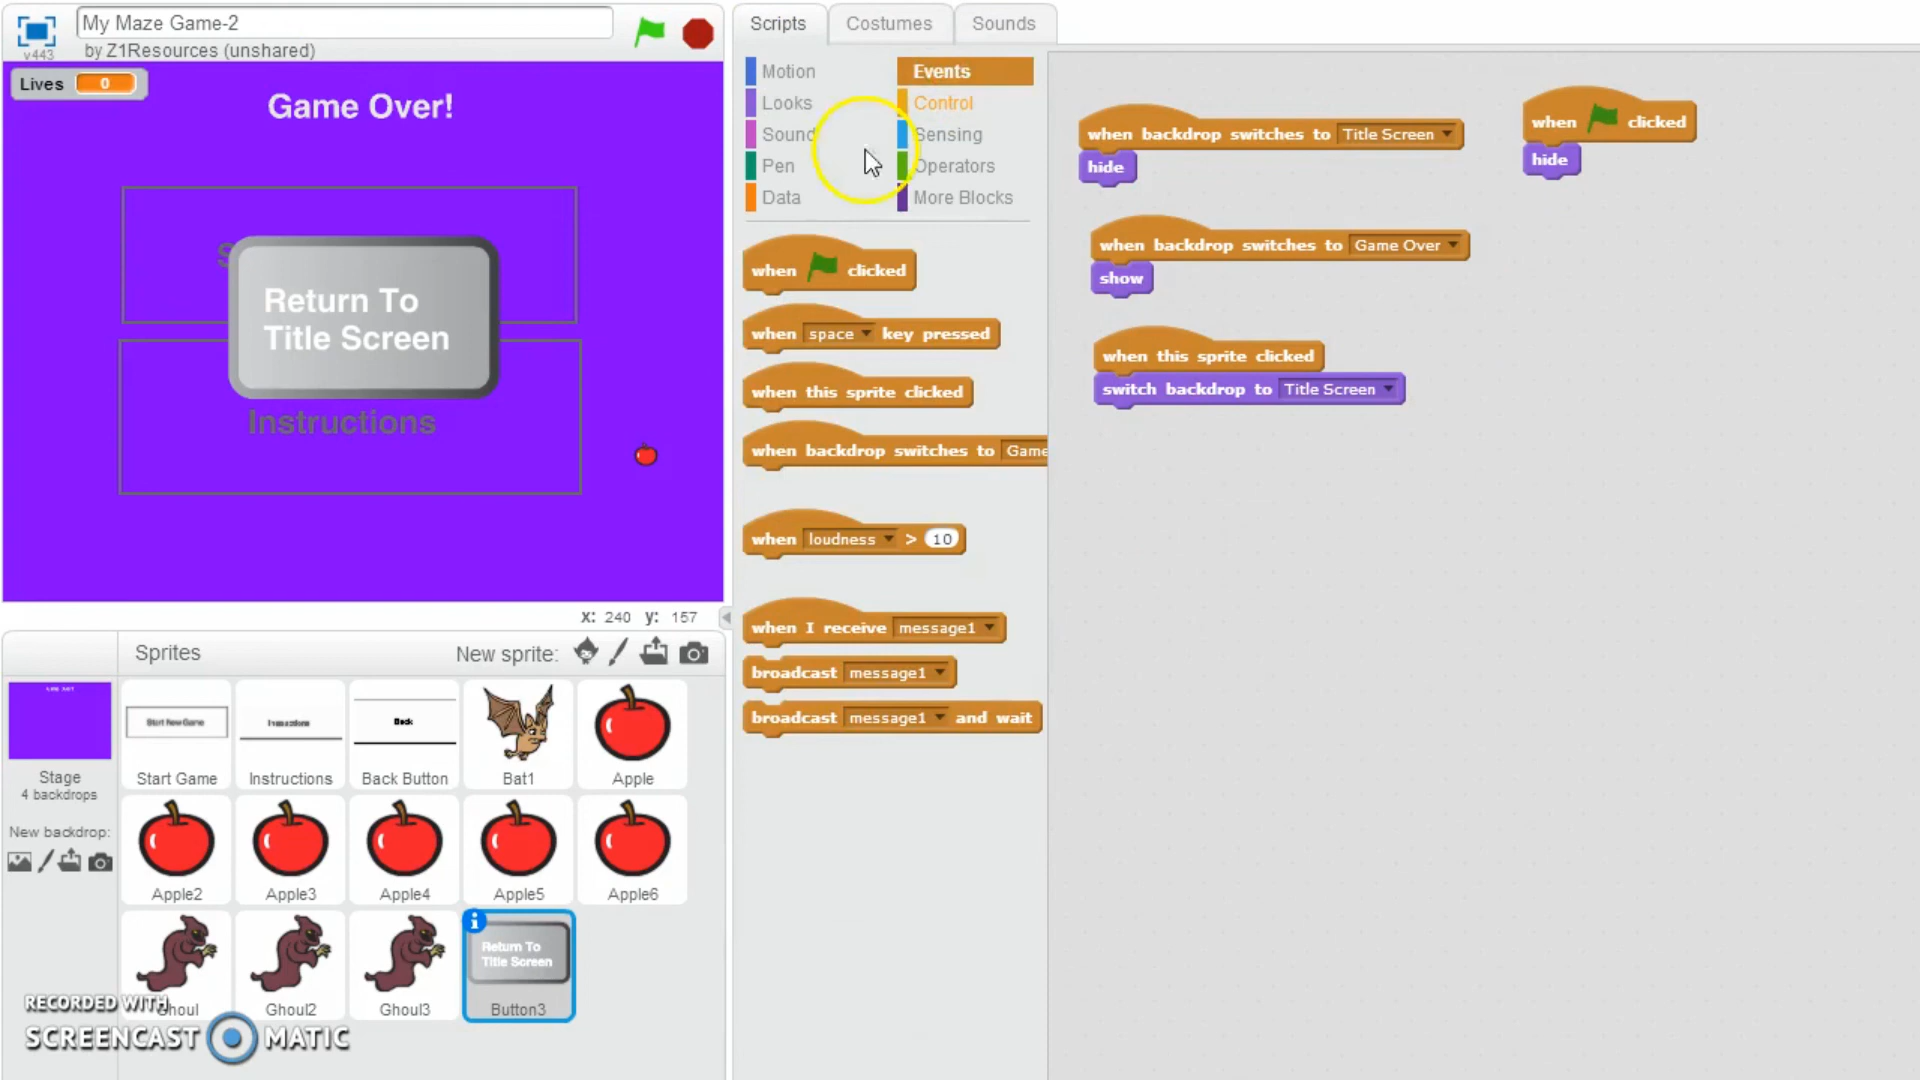 My Maze Game-2
v443
by Z1Resources (unshared)
Lives 0
Game Over!
Return To
Title Screen
Instructions
x: 240 y: 157
Sprites
New sprite:
Start New Game
Instructions
Back
Stage
4 backdrops
New backdrop:
Start Game
Instructions
Back Button
Bat1
Apple
Apple2
Apple3
Apple4
Apple5
Apple6
Return To
Title Screen
Ghoul
Ghoul2
Ghoul3
Button3
RECORDED WITH
SCREENCAST MATIC
Scripts
Costumes
Sounds
Motion
Events
Looks
Control
Sound
Sensing
Pen
Operators
Data
More Blocks
when clicked
when space key pressed
when this sprite clicked
when backdrop switches to Game
when loudness > 10
when I receive message1
broadcast message1
broadcast message1 and wait
when backdrop switches to Title Screen
hide
when backdrop switches to Game Over
show
when this sprite clicked
switch backdrop to Title Screen
when clicked
hide